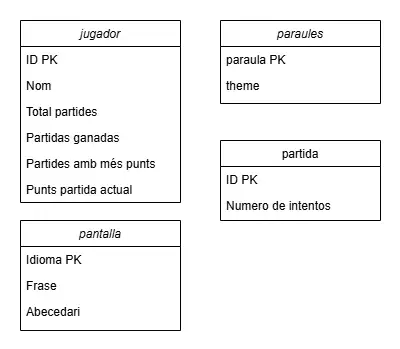 jugador
ID PK
Nom
Total partides
Partidas ganadas
Partides amb més punts
Punts partida actual
paraules
paraula PK
theme
partida
ID PK
Numero de intentos
pantalla
Idioma PK
Frase
Abecedari